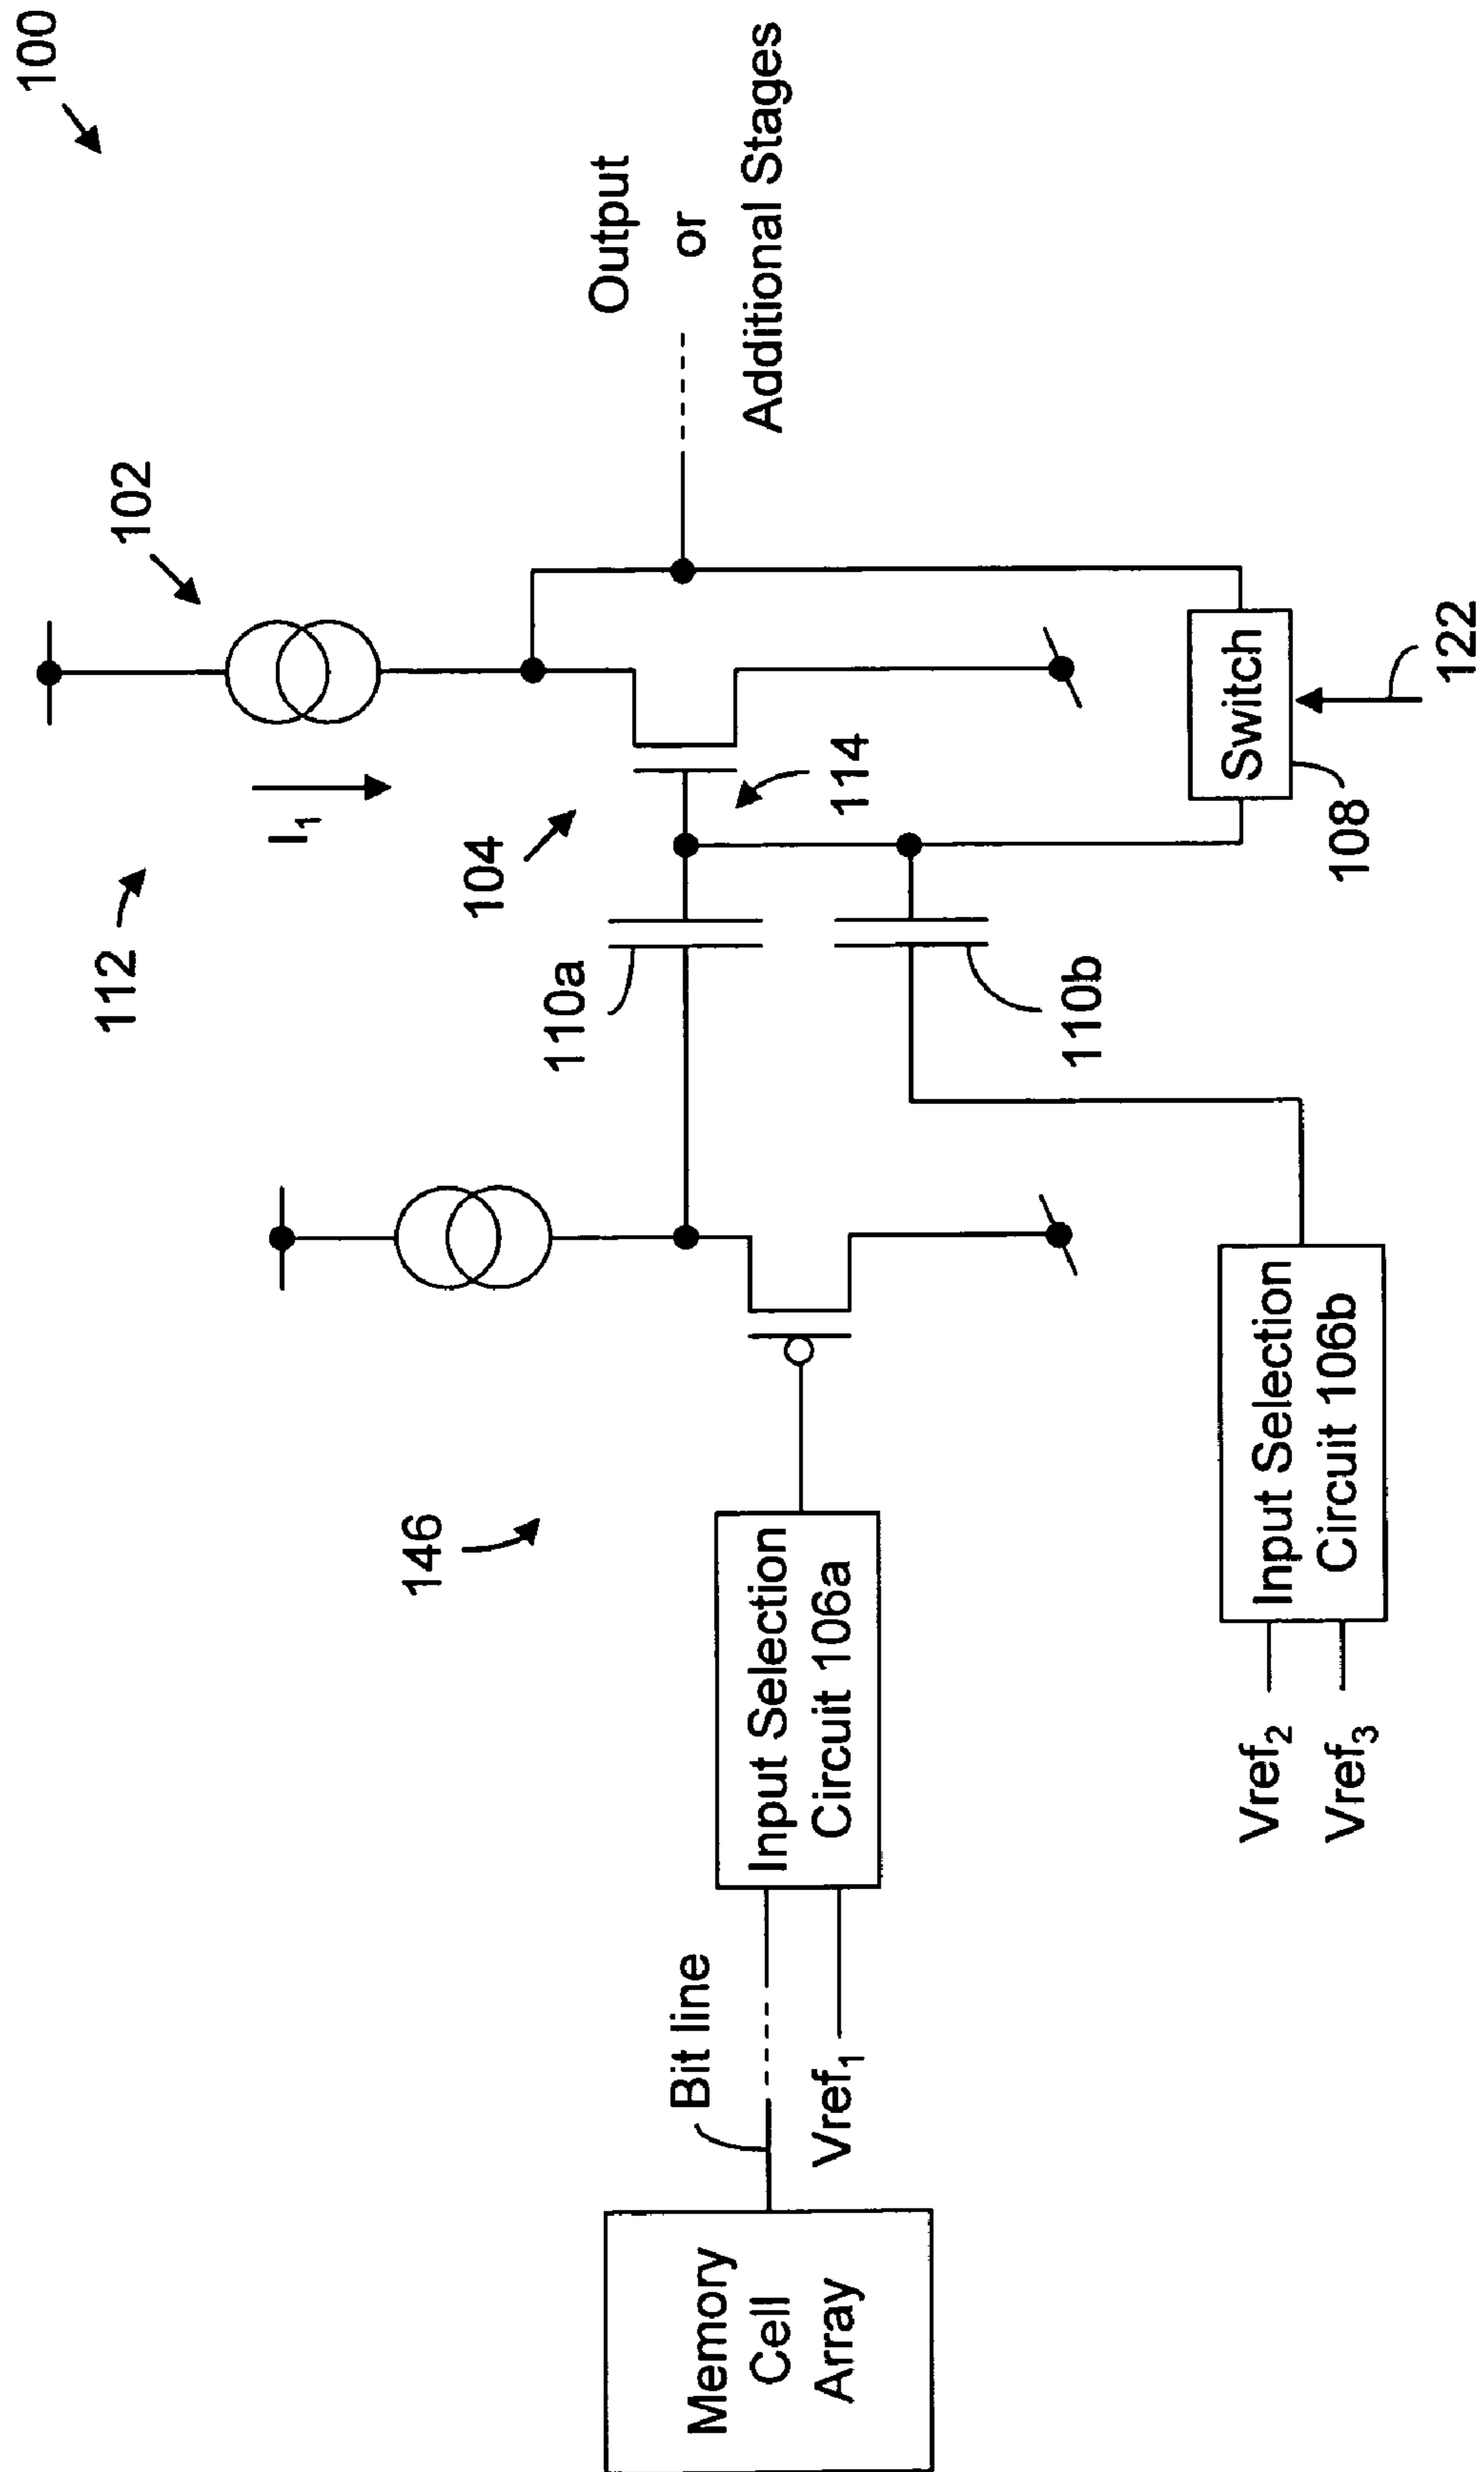 100
102
112
I₁
Output
or
Additional Stages
104
114
110a
110b
108
Switch
122
146
Memory
Cell
Array
Bit line
Vref₁
Input Selection
Circuit 106a
Vref₂
Vref₃
Input Selection
Circuit 106b